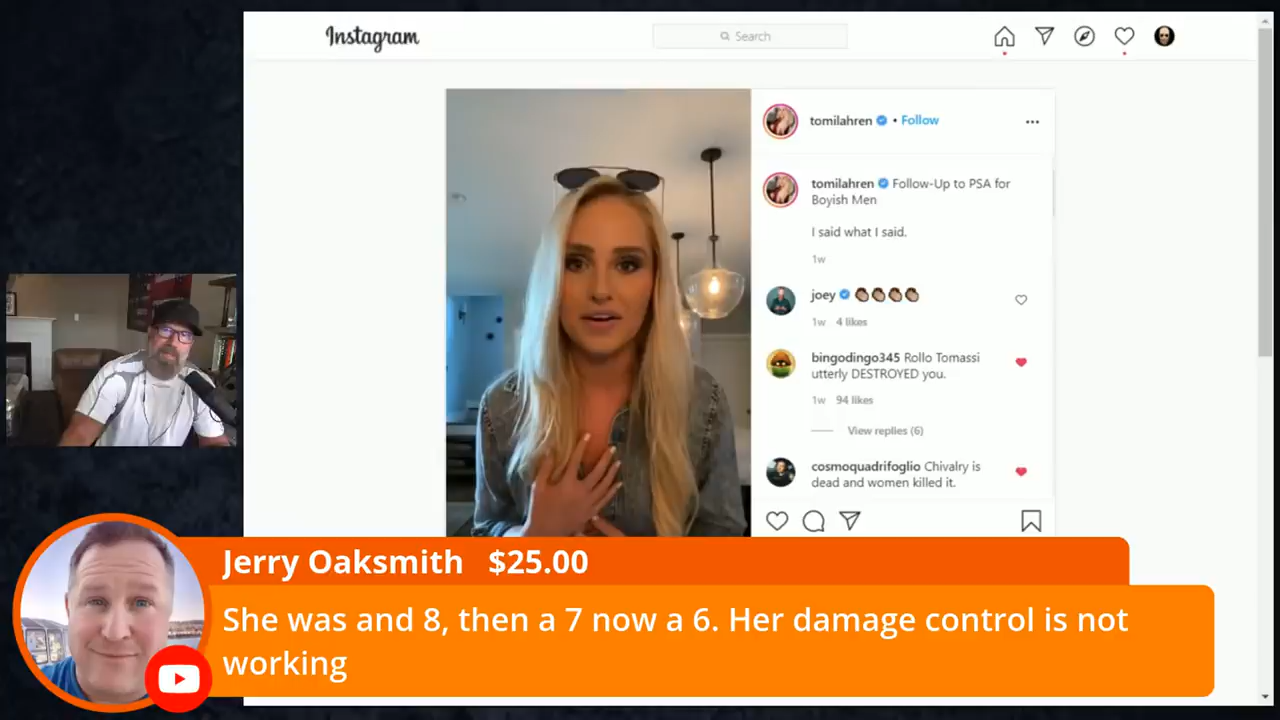 Instagram
Search
tomilahren • Follow
tomilahren Follow-Up to PSA for
Boyish Men
I said what I said.
1w
joey
1w 4 likes
bingodingo345 Rollo Tomassi
utterly DESTROYED you.
1w 94 likes
View replies (6)
cosmoquadrifoglio Chivalry is
dead and women killed it.
Jerry Oaksmith $25.00
She was and 8, then a 7 now a 6. Her damage control is not
working